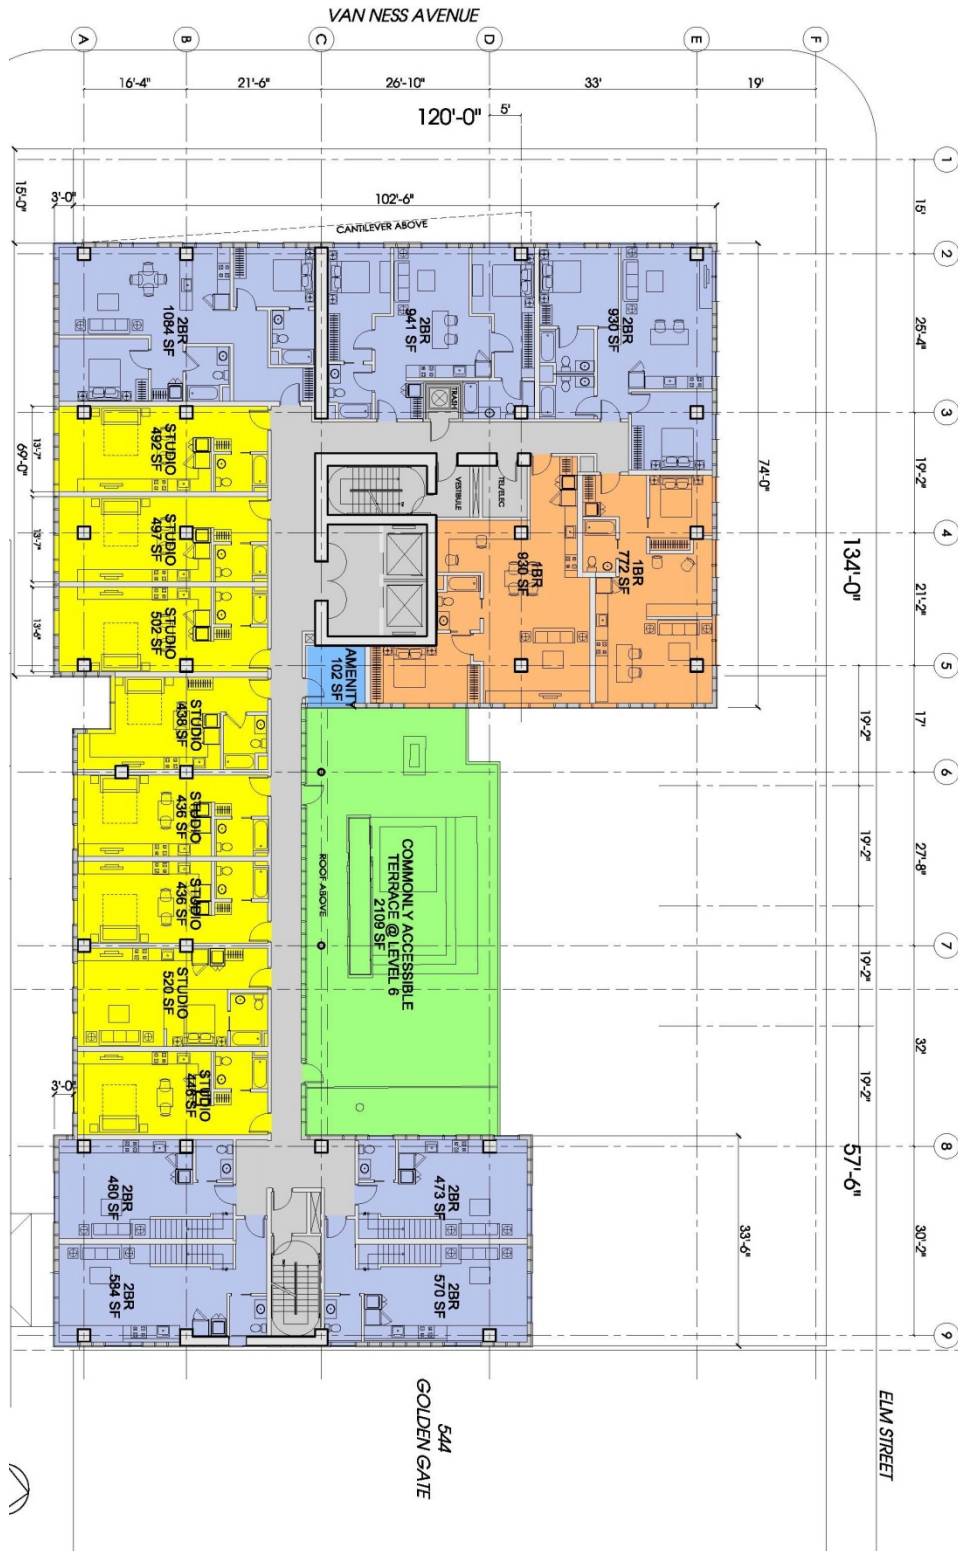 VAN NESS AVENUE
A
B
C
D
E
F
16'-4"
21'-6"
26'-10"
33'
19'
120'-0"
5'
1
15'-0"
3'-0"
102'-6"
15'
CANTILEVER ABOVE
2
2BR
1084 SF
2BR
941 SF
2BR
930 SF
25'-4"
TRASH
3
STUDIO
492 SF
13'-7"
69'-0"
VESTIBULE
TEL/ELEC
74'-0"
19'-2"
STUDIO
497 SF
13'-7"
1BR
930 SF
1BR
772 SF
4
134'-0"
21'-2"
STUDIO
502 SF
13'-6"
AMENITY
102 SF
5
STUDIO
438 SF
19'-2"
17'
6
STUDIO
436 SF
ROOF ABOVE
COMMONLY ACCESSIBLE
TERRACE @ LEVEL 6
2109 SF
19'-2"
27'-8"
STUDIO
436 SF
7
STUDIO
520 SF
19'-2"
32'
STUDIO
446 SF
19'-2"
3'-0"
8
57'-6"
2BR
480 SF
2BR
473 SF
33'-6"
30'-2"
2BR
584 SF
2BR
570 SF
9
544
GOLDEN GATE
ELM STREET